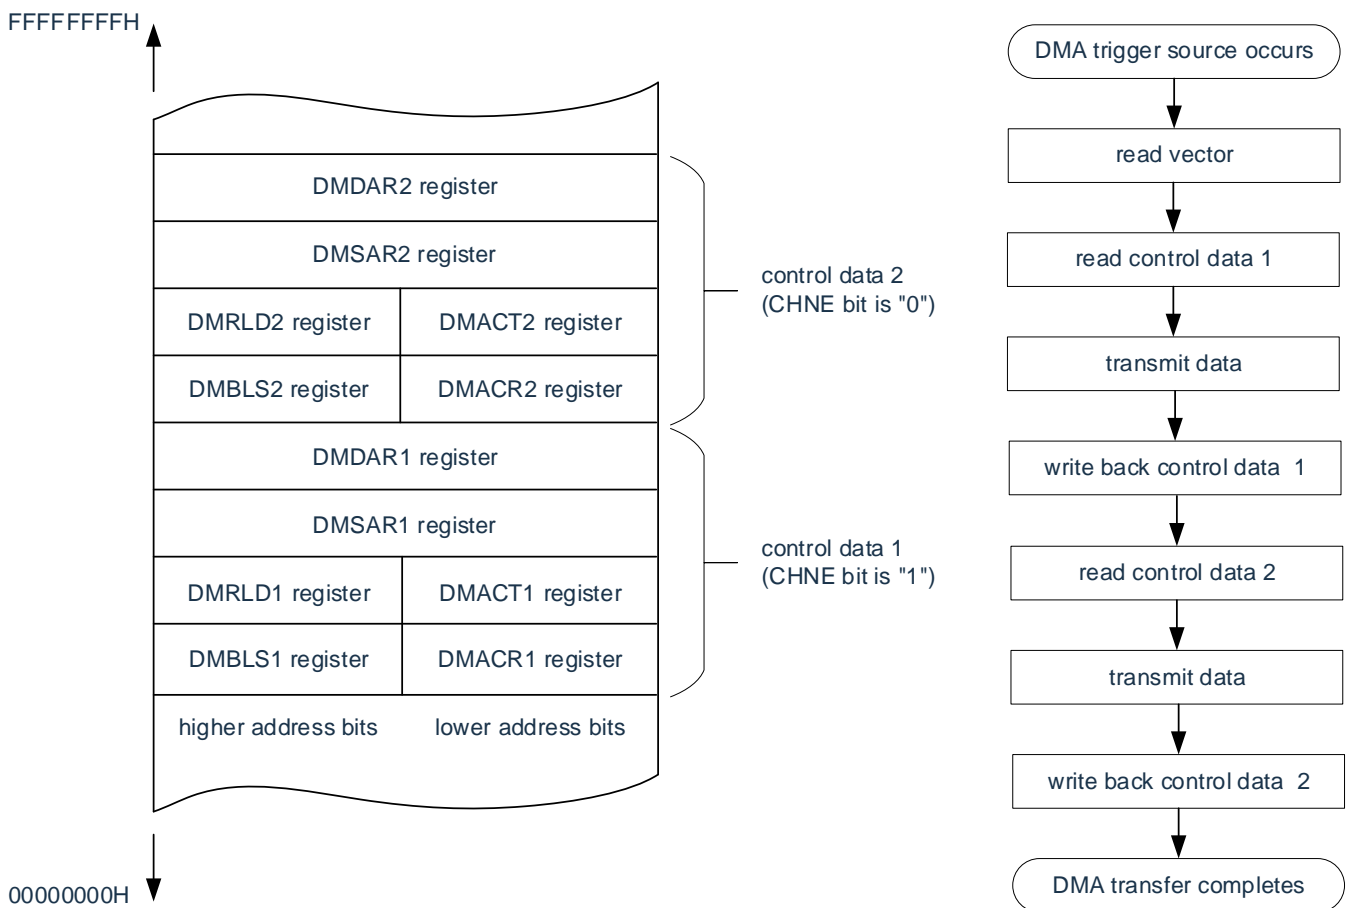 FFFFFFFFH
DMDAR2 register
DMSAR2 register
DMRLD2 register
DMACT2 register
DMBLS2 register
DMACR2 register
DMDAR1 register
DMSAR1 register
DMRLD1 register
DMACT1 register
DMBLS1 register
DMACR1 register
higher address bits
lower address bits
00000000H
control data 2
(CHNE bit is "0")
control data 1
(CHNE bit is "1")
DMA trigger source occurs
read vector
read control data 1
transmit data
write back control data 1
read control data 2
transmit data
write back control data 2
DMA transfer completes